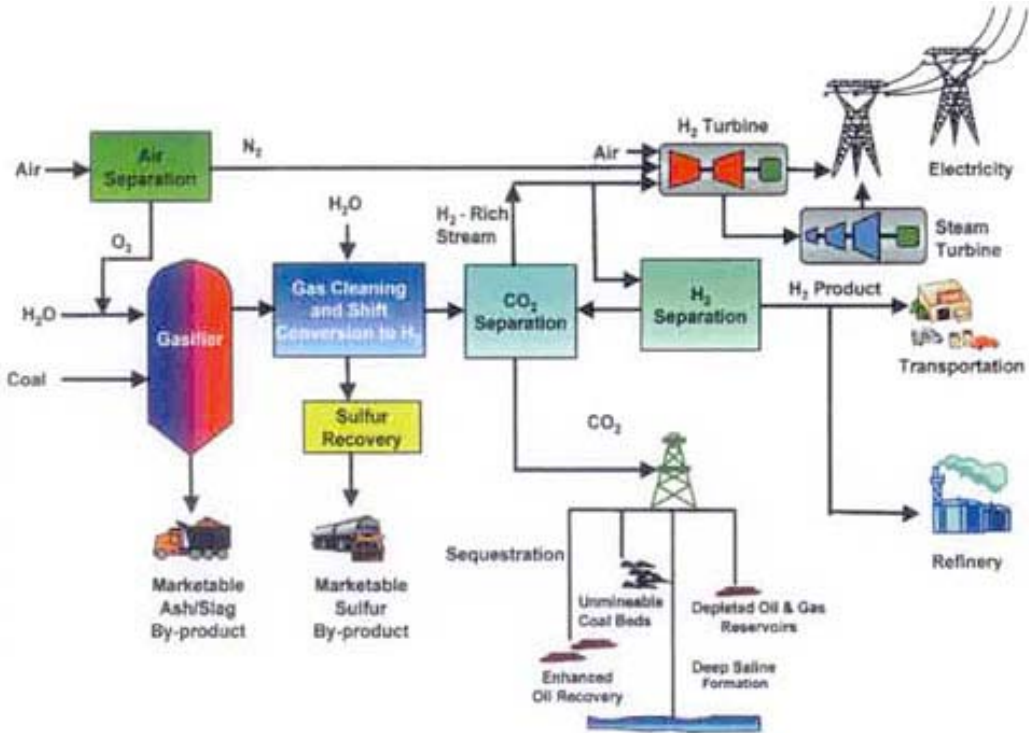 H₂ Turbine
N₂
Air
Air
Separation
Air
Electricity
H₂O
H₂ - Rich
Stream
Steam
Turbine
O₂
Gas Cleaning
and Shift
Conversion to H₂
CO₂
Separation
H₂
Separation
H₂ Product
H₂O
Gasifier
Transportation
Coal
Sulfur
Recovery
CO₂
Sequestration
Refinery
Marketable
Ash/Slag
By-product
Marketable
Sulfur
By-product
Unmineable
Coal Beds
Depleted Oil & Gas
Reservoirs
Enhanced
Oil Recovery
Deep Saline
Formation